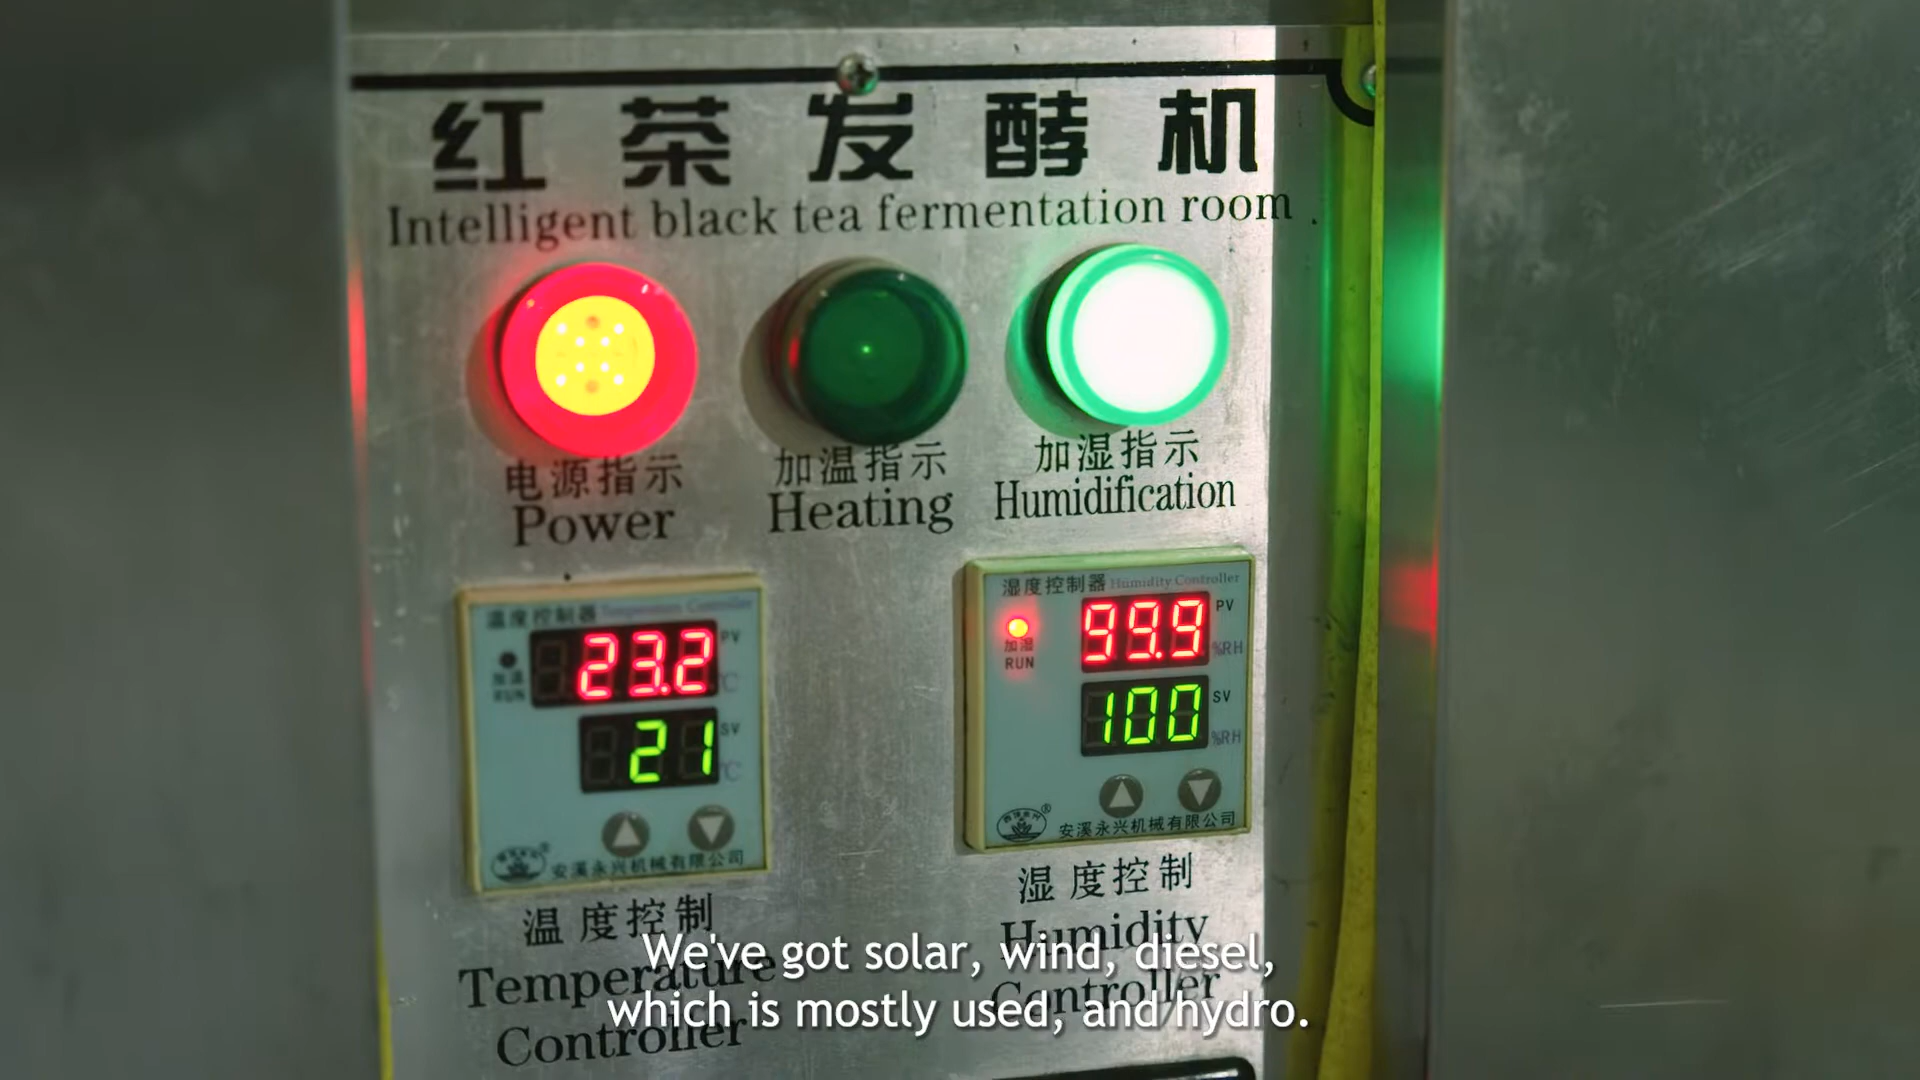 红茶发酵机
Intelligent black tea fermentation room
电源指示
Power
加温指示
Heating
加湿指示
Humidification
温度控制器 Temperature Controller
23.2 PV
℃
加温
RUN
21 SV
℃
安溪永兴机械有限公司
湿度控制器 Humidity Controller
99.9 PV
%RH
加湿
RUN
100 SV
%RH
安溪永兴机械有限公司
温度控制
Temperature
Controller
湿度控制
Humidity
Controller
We've got solar, wind, diesel,
which is mostly used, and hydro.